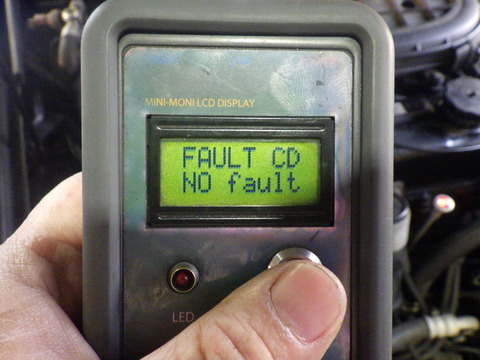 MINI-MONI LCD DISPLAY
FAULT CD
NO fault
LED